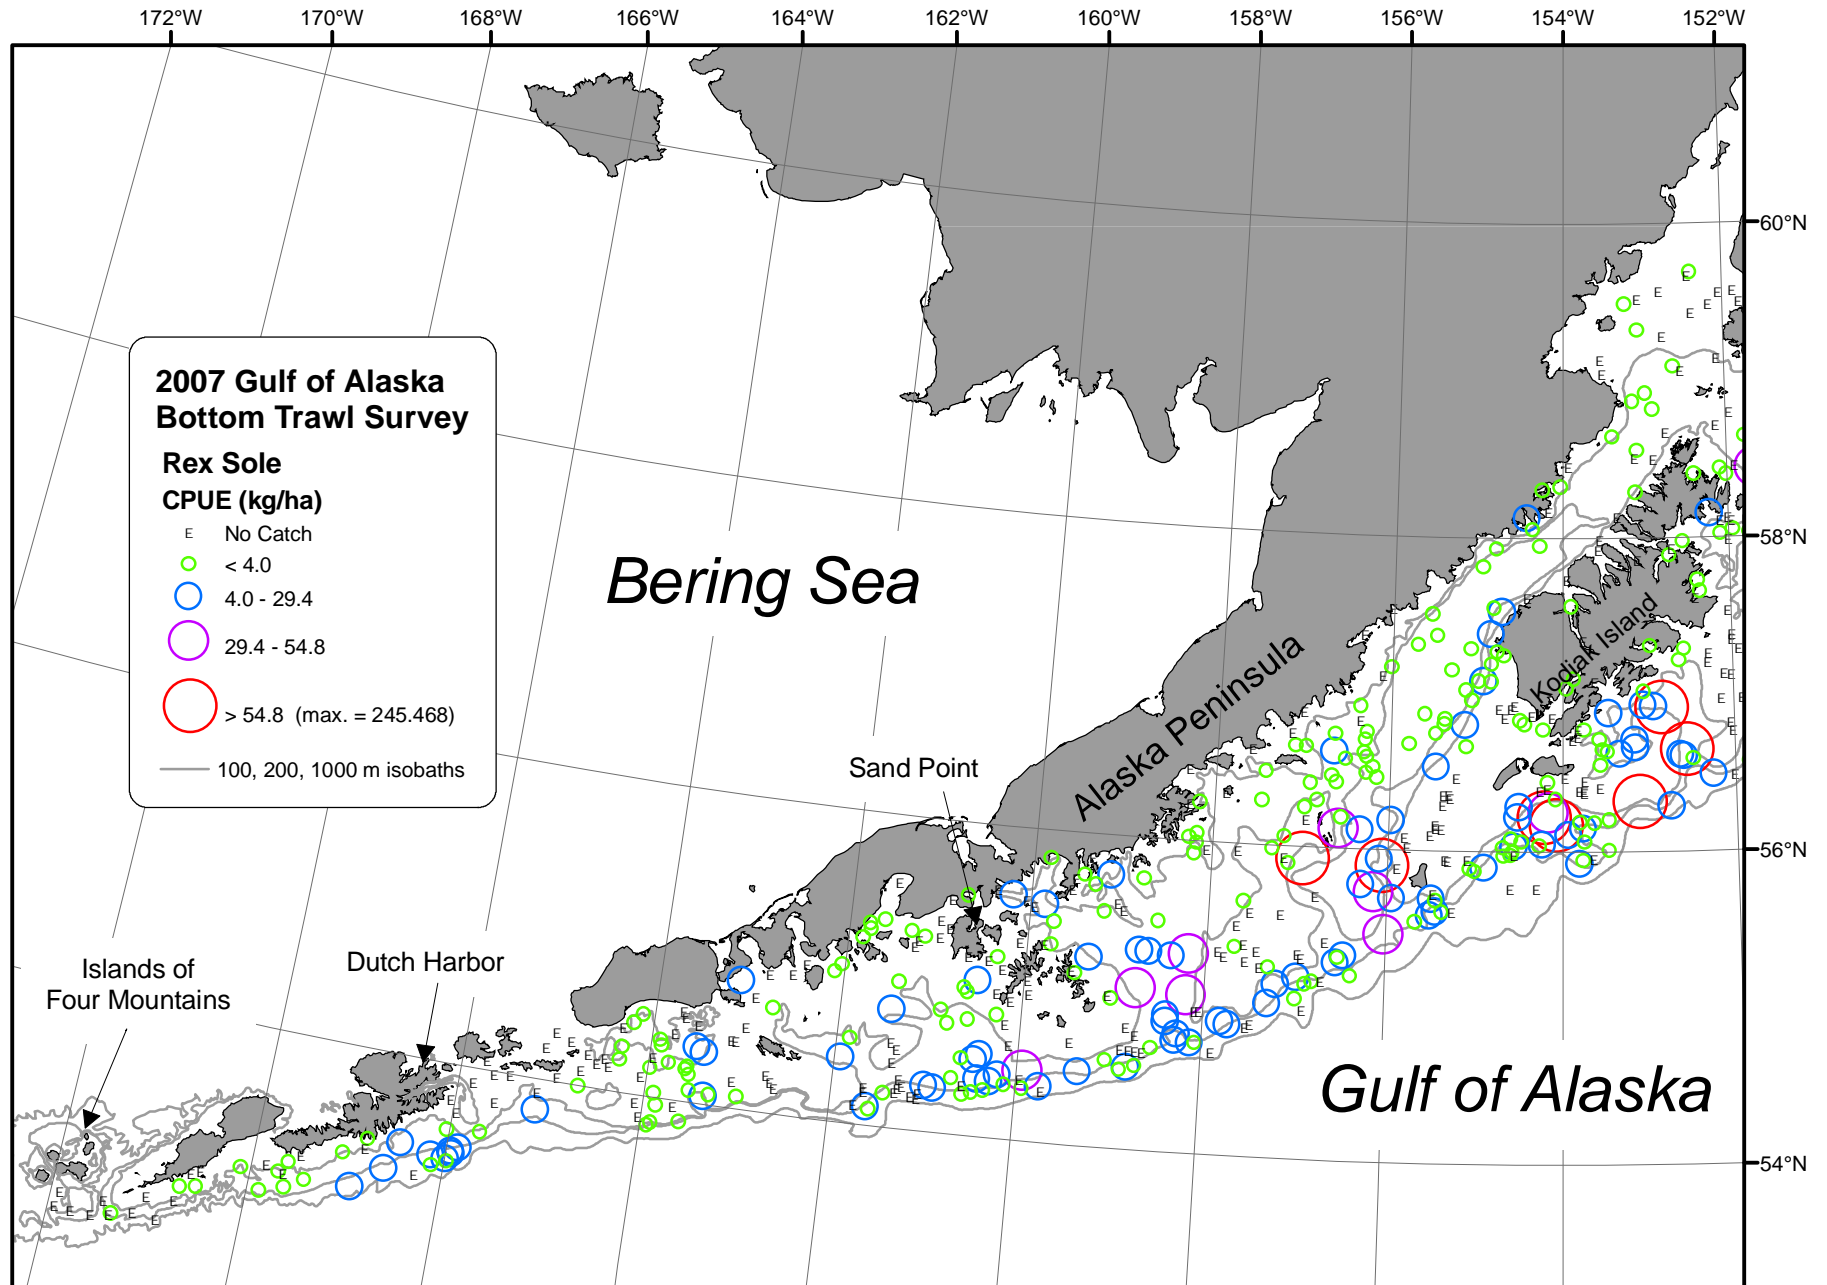 172°W 170°W 168°W 166°W 164°W 162°W 160°W 158°W 156°W 154°W 152°W
60°N
2007 Gulf of Alaska
Bottom Trawl Survey
Rex Sole
CPUE (kg/ha)
E No Catch
< 4.0
4.0 - 29.4
29.4 - 54.8
> 54.8 (max. = 245.468)
100, 200, 1000 m isobaths
58°N
Bering Sea
Kodiak Island
Alaska Peninsula
Sand Point
56°N
Dutch Harbor
Islands of
Four Mountains
Gulf of Alaska
54°N